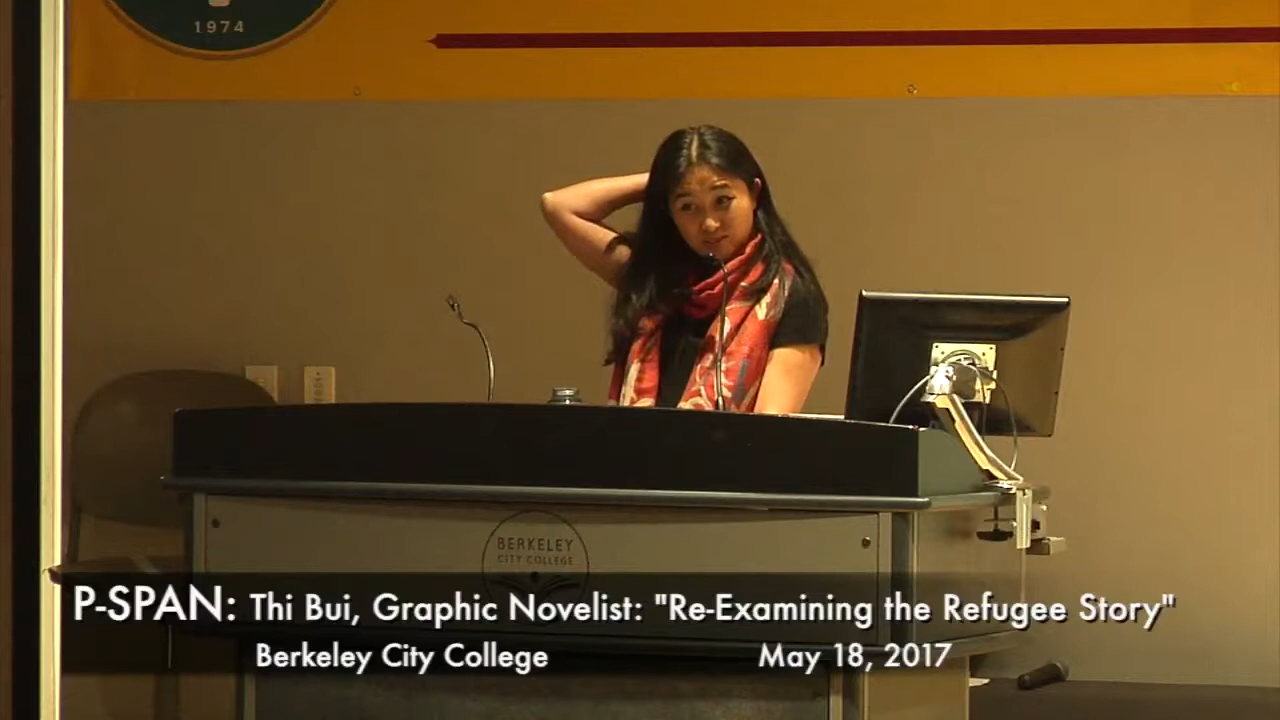 1974
BERKELEY
CITY COLLEGE
P-SPAN: Thi Bui, Graphic Novelist: "Re-Examining the Refugee Story"
Berkeley City College May 18, 2017